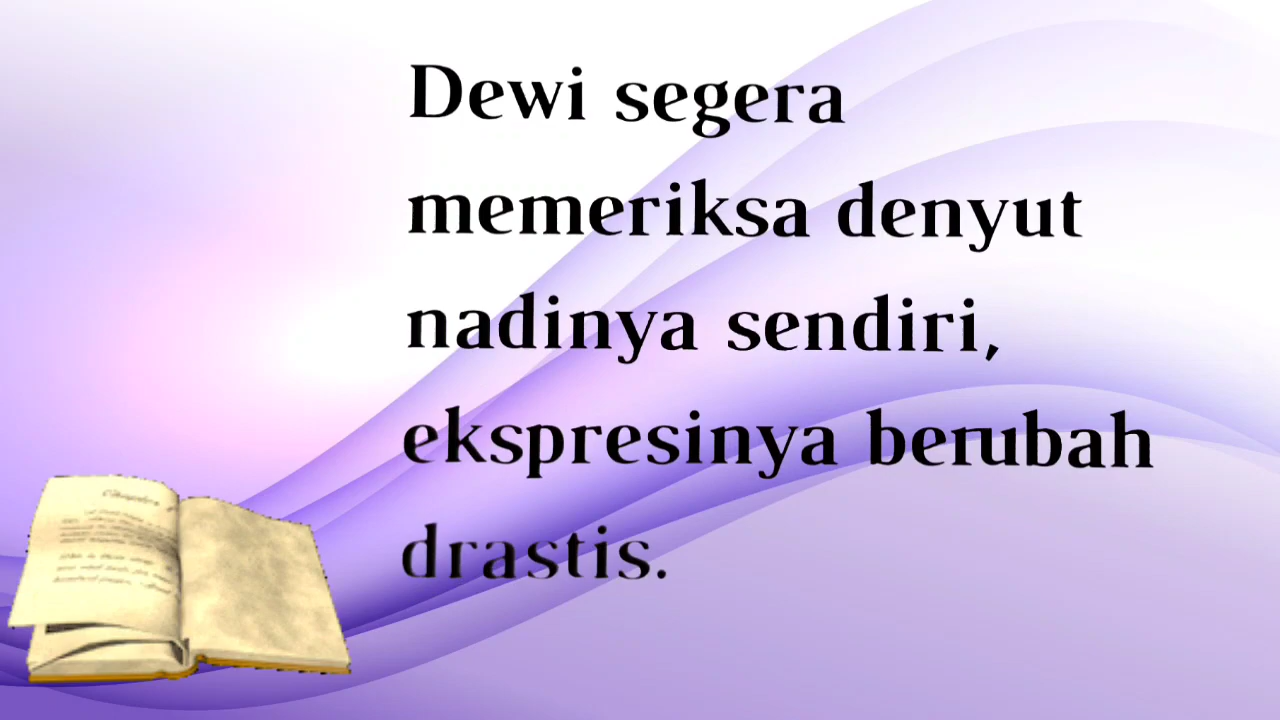 Dewi segera
memeriksa denyut
nadinya sendiri,
ekspresinya berubah
drastis.